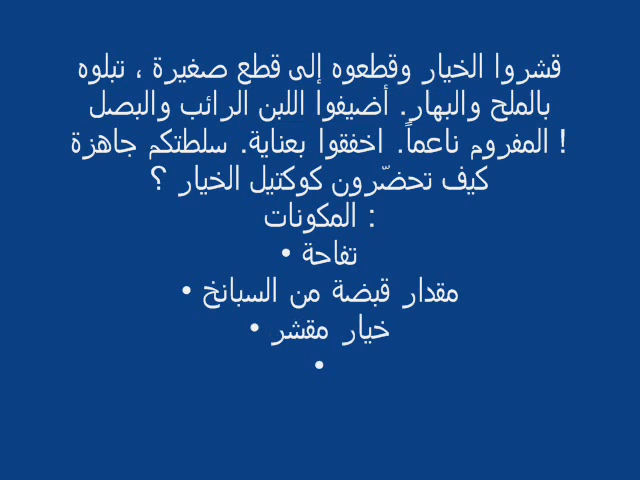 قشروا الخيار وقطعوه إلى قطع صغيرة ، تبلوه
بالملح والبهار. أضيفوا اللبن الرائب والبصل
المفروم ناعماً. اخفقوا بعناية. سلطتكم جاهزة !
كيف تحضّرون كوكتيل الخيار ؟
المكونات :
تفاحة •
مقدار قبضة من السبانخ •
خيار مقشر •
•